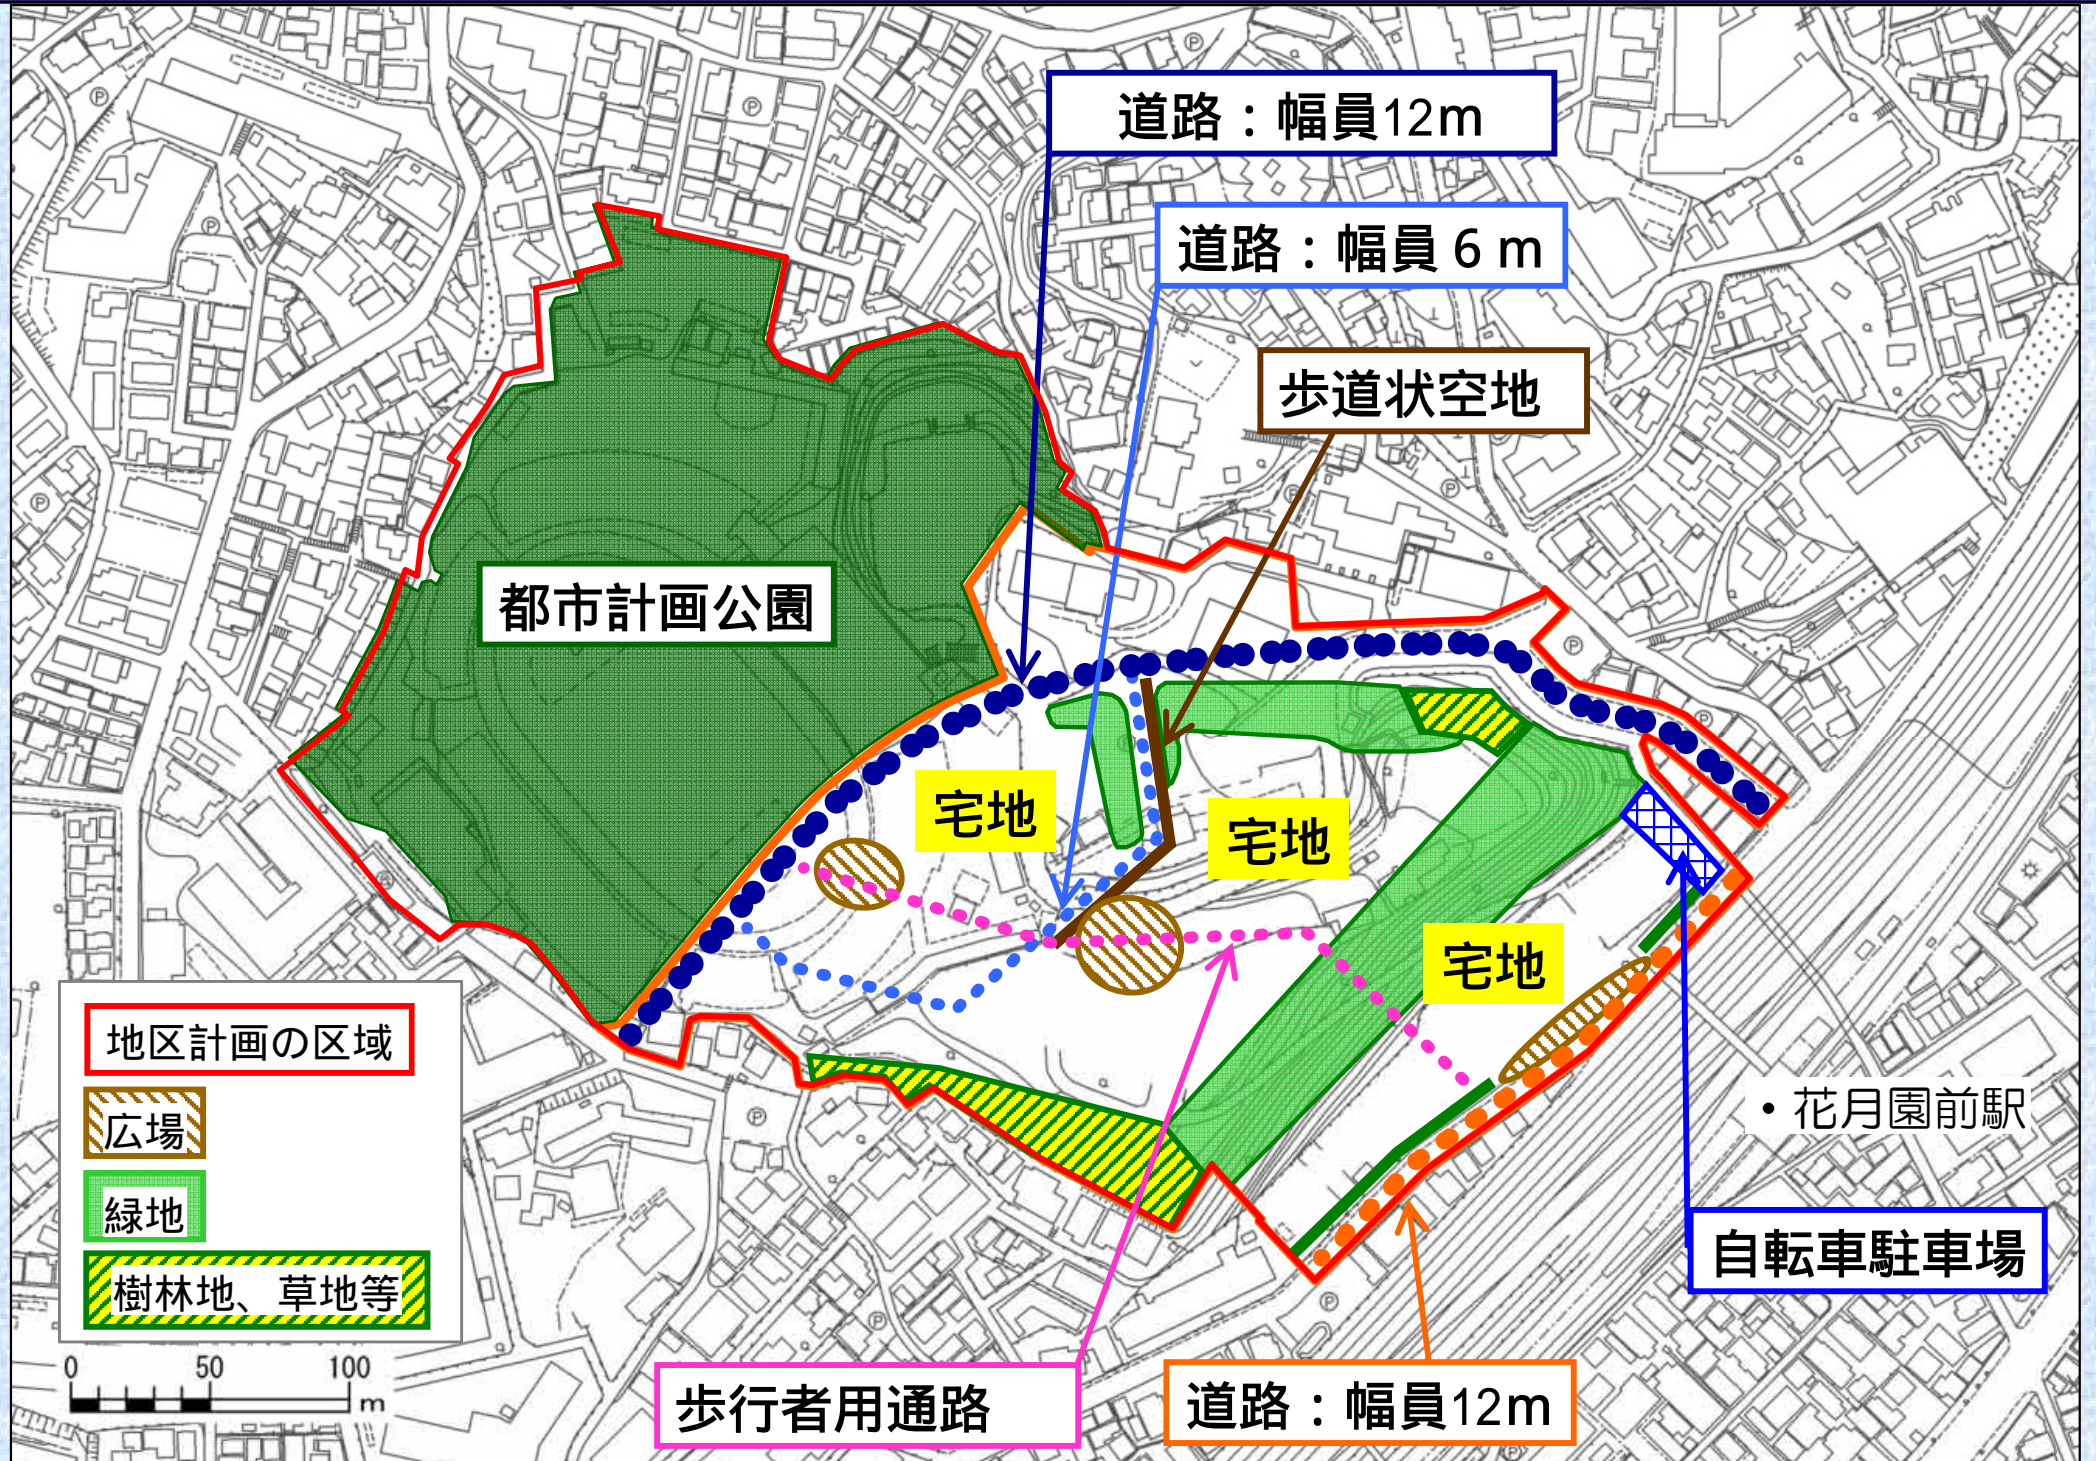 道路：幅員12m
道路：幅員６ｍ
歩道状空地
都市計画公園
宅地
宅地
宅地
地区計画の区域
広場
緑地
樹林地、草地等
0 50 100
m
・花月園前駅
自転車駐車場
歩行者用通路
道路：幅員12m
Ⓟ
Ⓟ
Ⓟ
Ⓟ
Ⓟ
Ⓟ
Ⓟ
Ⓟ
Ⓟ
Ⓟ
Ⓟ